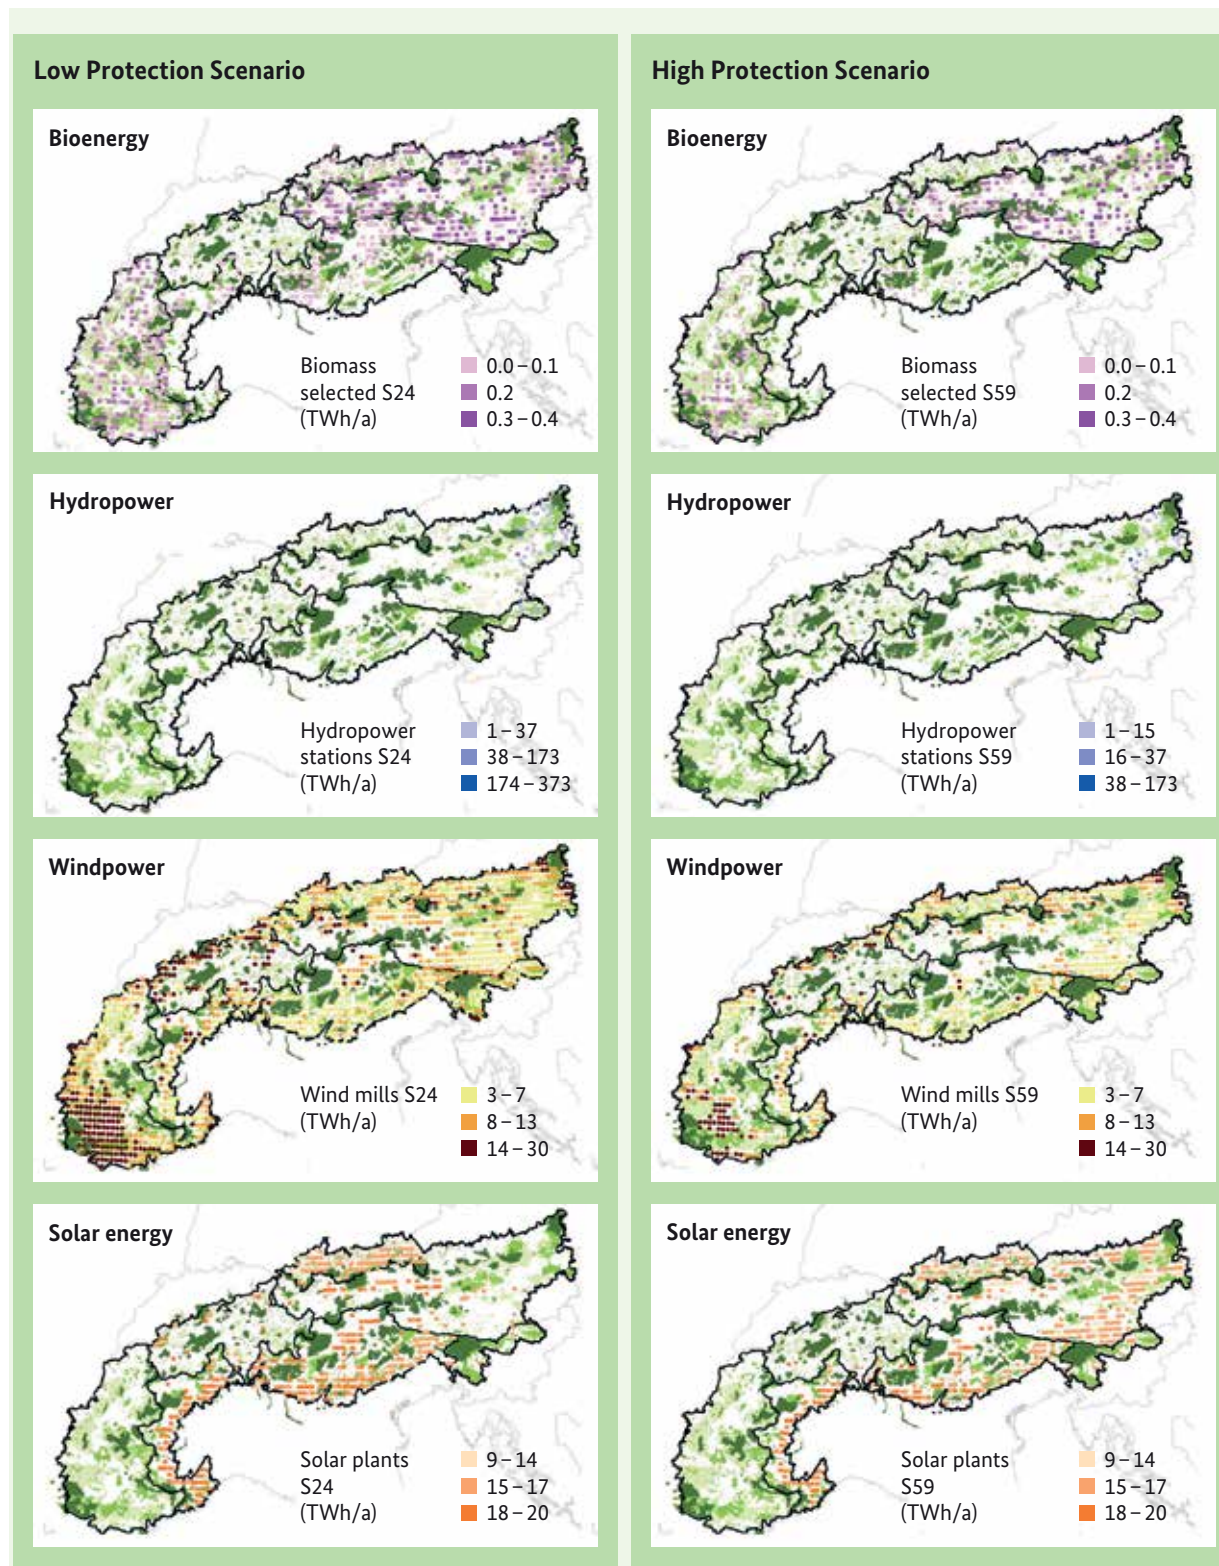 Low Protection Scenario
Bioenergy
Biomass
selected S24
(TWh/a)
0.0 – 0.1
0.2
0.3 – 0.4
Hydropower
Hydropower
stations S24
(TWh/a)
1 – 37
38 – 173
174 – 373
Windpower
Wind mills S24
(TWh/a)
3 – 7
8 – 13
14 – 30
Solar energy
Solar plants
S24
(TWh/a)
9 – 14
15 – 17
18 – 20
High Protection Scenario
Bioenergy
Biomass
selected S59
(TWh/a)
0.0 – 0.1
0.2
0.3 – 0.4
Hydropower
Hydropower
stations S59
(TWh/a)
1 – 15
16 – 37
38 – 173
Windpower
Wind mills S59
(TWh/a)
3 – 7
8 – 13
14 – 30
Solar energy
Solar plants
S59
(TWh/a)
9 – 14
15 – 17
18 – 20